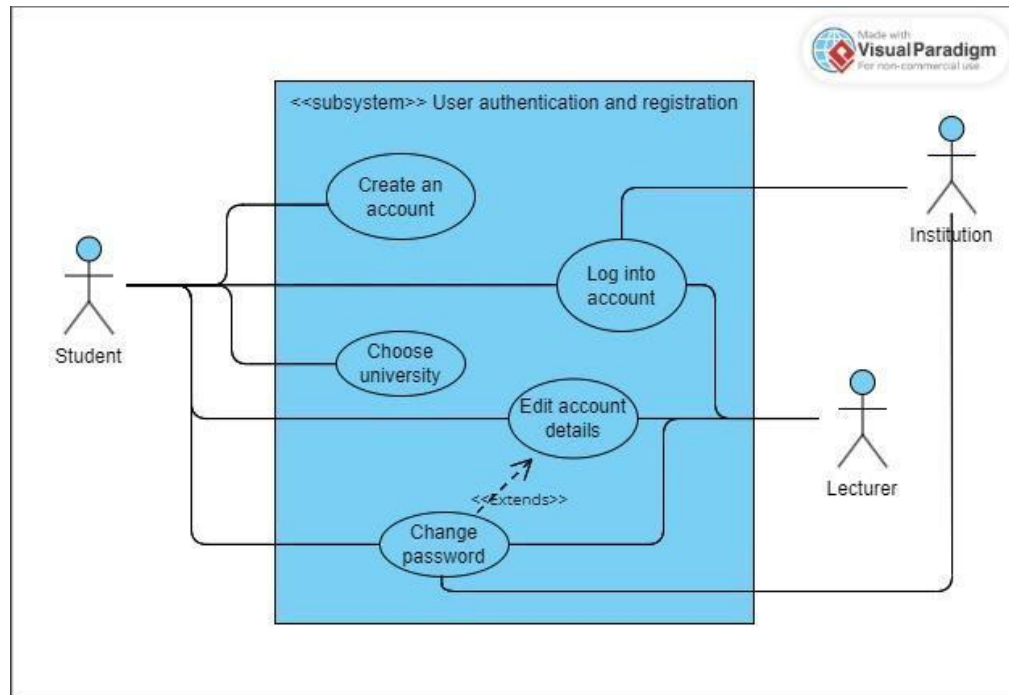 Made with
Visual Paradigm
For non-commercial use
<<subsystem>> User authentication and registration
Create an
account
Institution
Log into
account
Student
Choose
university
Edit account
details
Lecturer
<<Extends>>
Change
password